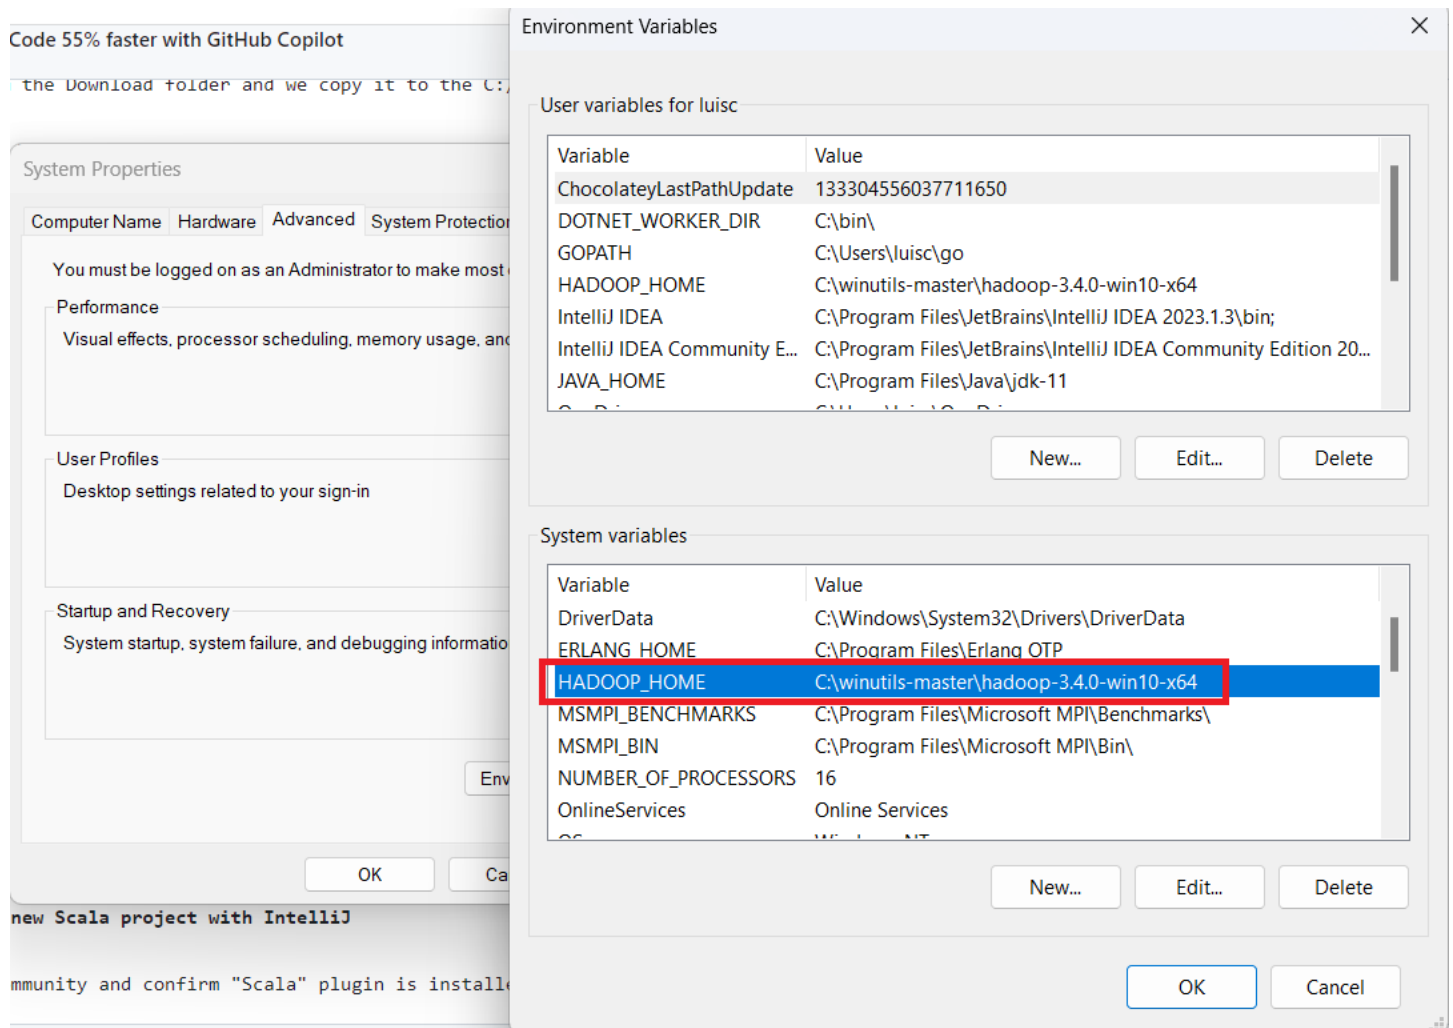 Code 55% faster with GitHub Copilot
the Download folder and we copy it to the C:/
System Properties
Computer Name Hardware Advanced System Protection
You must be logged on as an Administrator to make most
Performance
Visual effects, processor scheduling, memory usage, and
User Profiles
Desktop settings related to your sign-in
Startup and Recovery
System startup, system failure, and debugging informatio
Env
OK Ca
new Scala project with IntelliJ
mmunity and confirm "Scala" plugin is installe
Environment Variables
User variables for luisc
Variable Value
ChocolateyLastPathUpdate 133304556037711650
DOTNET_WORKER_DIR C:\bin\
GOPATH C:\Users\luisc\go
HADOOP_HOME C:\winutils-master\hadoop-3.4.0-win10-x64
IntelliJ IDEA C:\Program Files\JetBrains\IntelliJ IDEA 2023.1.3\bin;
IntelliJ IDEA Community E... C:\Program Files\JetBrains\IntelliJ IDEA Community Edition 20...
JAVA_HOME C:\Program Files\Java\jdk-11
New... Edit... Delete
System variables
Variable Value
DriverData C:\Windows\System32\Drivers\DriverData
ERLANG_HOME C:\Program Files\Erlang OTP
HADOOP_HOME C:\winutils-master\hadoop-3.4.0-win10-x64
MSMPI_BENCHMARKS C:\Program Files\Microsoft MPI\Benchmarks\
MSMPI_BIN C:\Program Files\Microsoft MPI\Bin\
NUMBER_OF_PROCESSORS 16
OnlineServices Online Services
New... Edit... Delete
OK Cancel